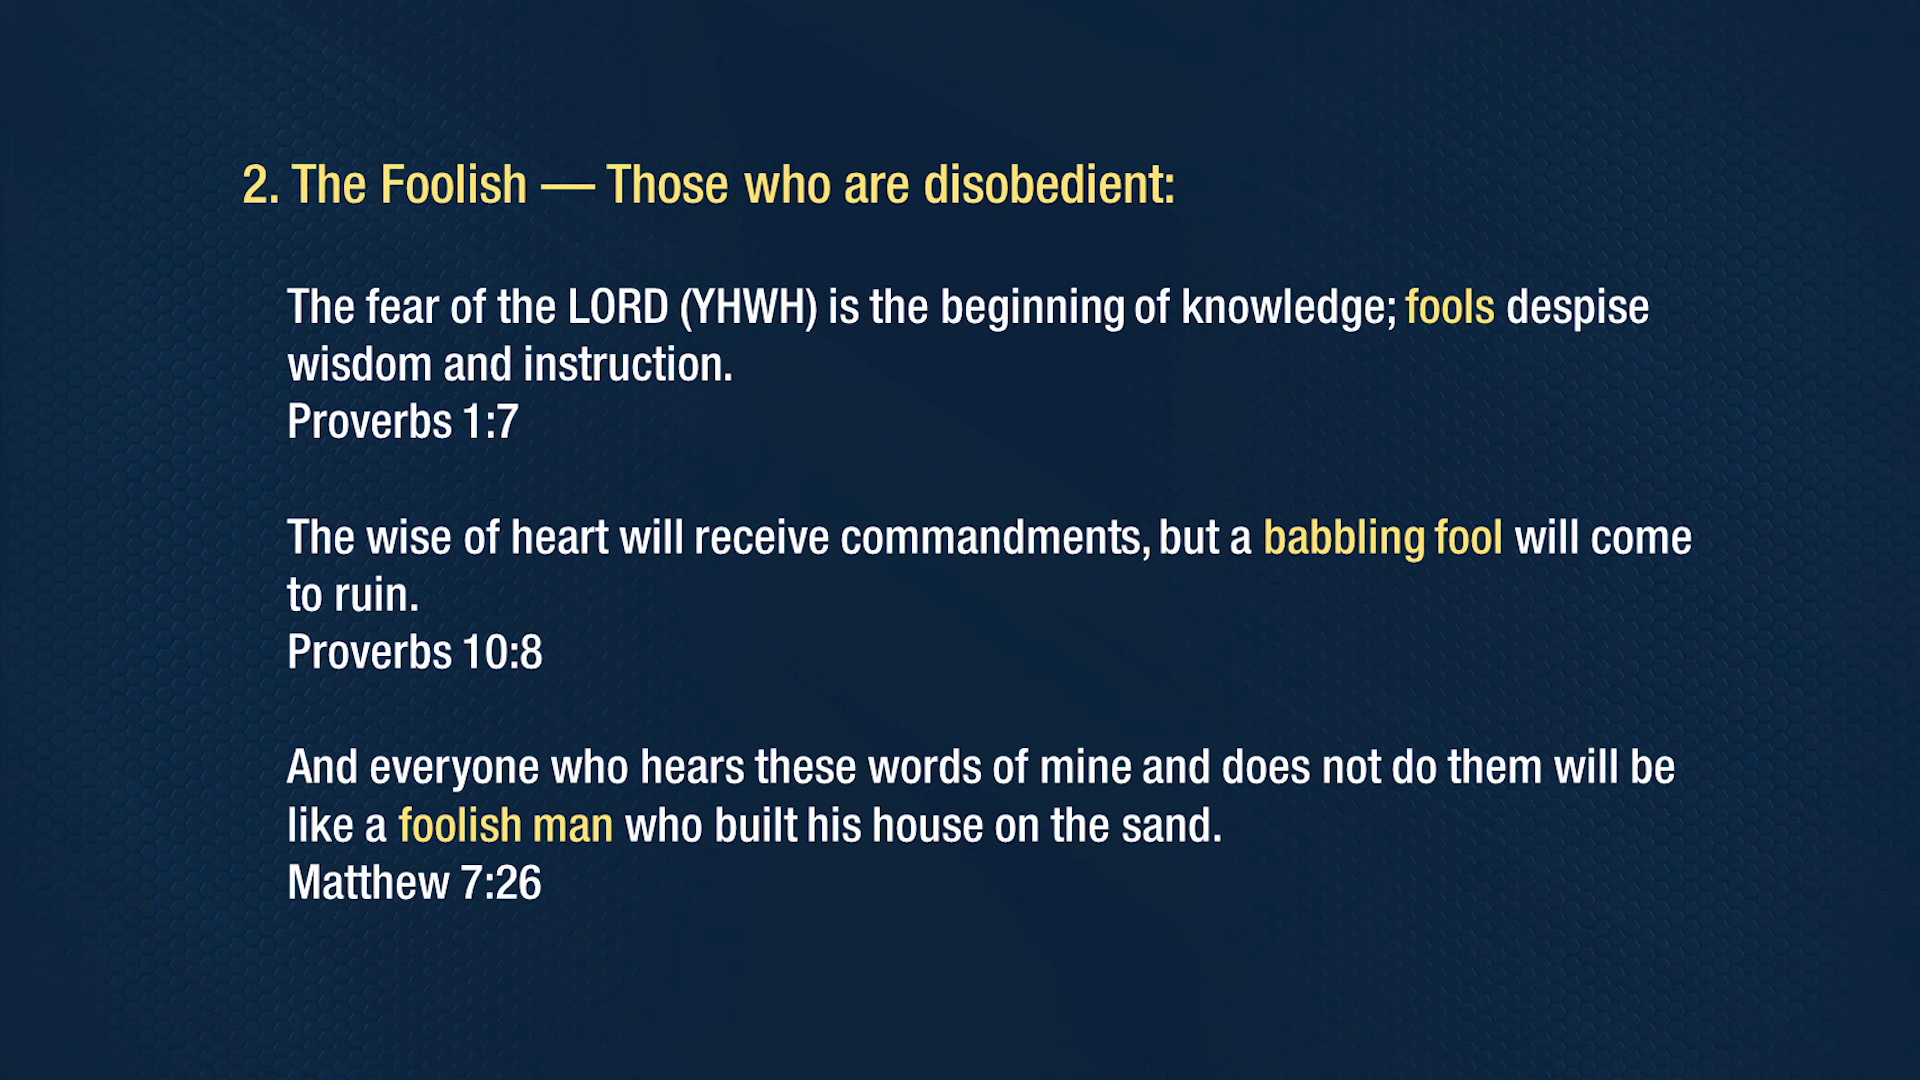 2. The Foolish — Those who are disobedient:
The fear of the LORD (YHWH) is the beginning of knowledge; fools despise
wisdom and instruction.
Proverbs 1:7
The wise of heart will receive commandments, but a babbling fool will come
to ruin.
Proverbs 10:8
And everyone who hears these words of mine and does not do them will be
like a foolish man who built his house on the sand.
Matthew 7:26